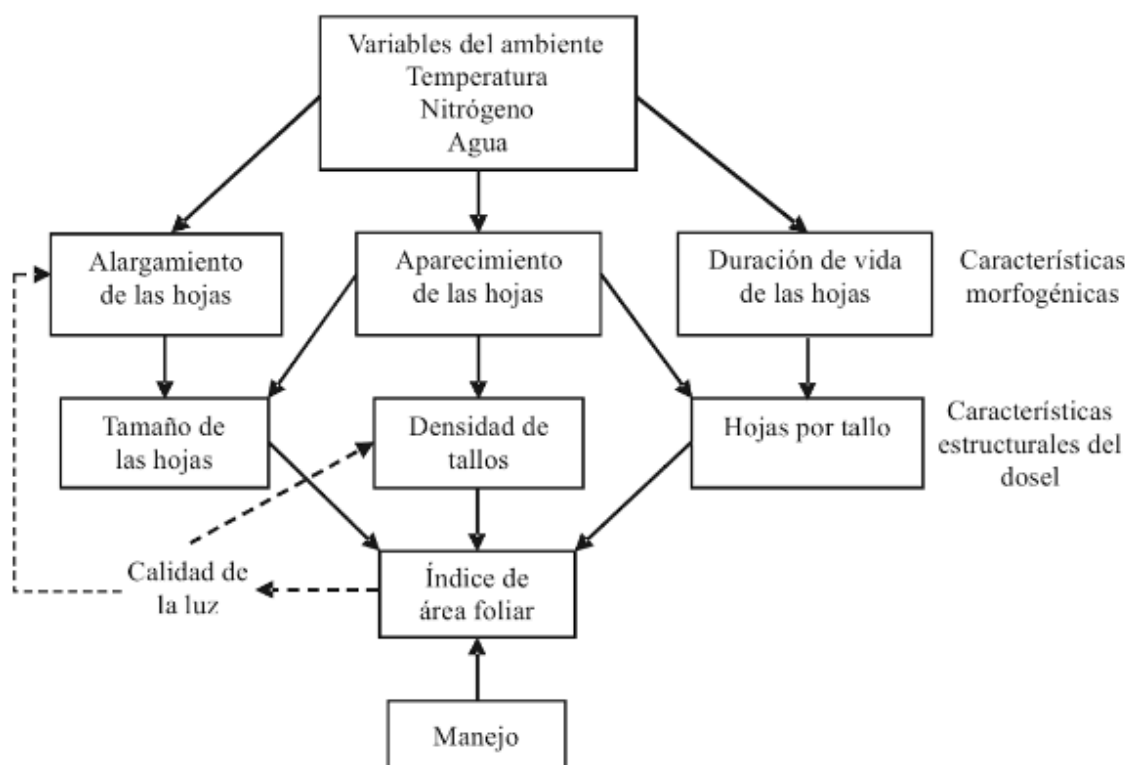 Variables del ambiente
Temperatura
Nitrógeno
Agua
Alargamiento
de las hojas
Aparecimiento
de las hojas
Duración de vida
de las hojas
Características
morfogénicas
Tamaño de
las hojas
Densidad de
tallos
Hojas por tallo
Características
estructurales del
dosel
Calidad de
la luz
Índice de
área foliar
Manejo